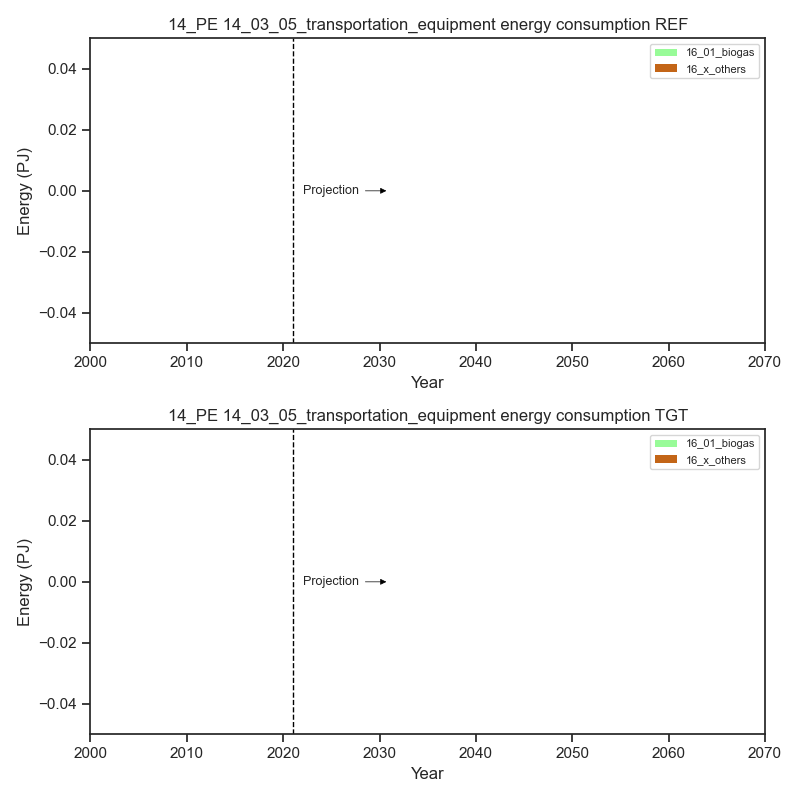 14_PE 14_03_05_transportation_equipment energy consumption REF
16_01_biogas
16_x_others
0.04
0.02
0.00
−0.02
−0.04
Energy (PJ)
Projection
2000 2010 2020 2030 2040 2050 2060 2070
Year
14_PE 14_03_05_transportation_equipment energy consumption TGT
16_01_biogas
16_x_others
0.04
0.02
0.00
−0.02
−0.04
Energy (PJ)
Projection
2000 2010 2020 2030 2040 2050 2060 2070
Year